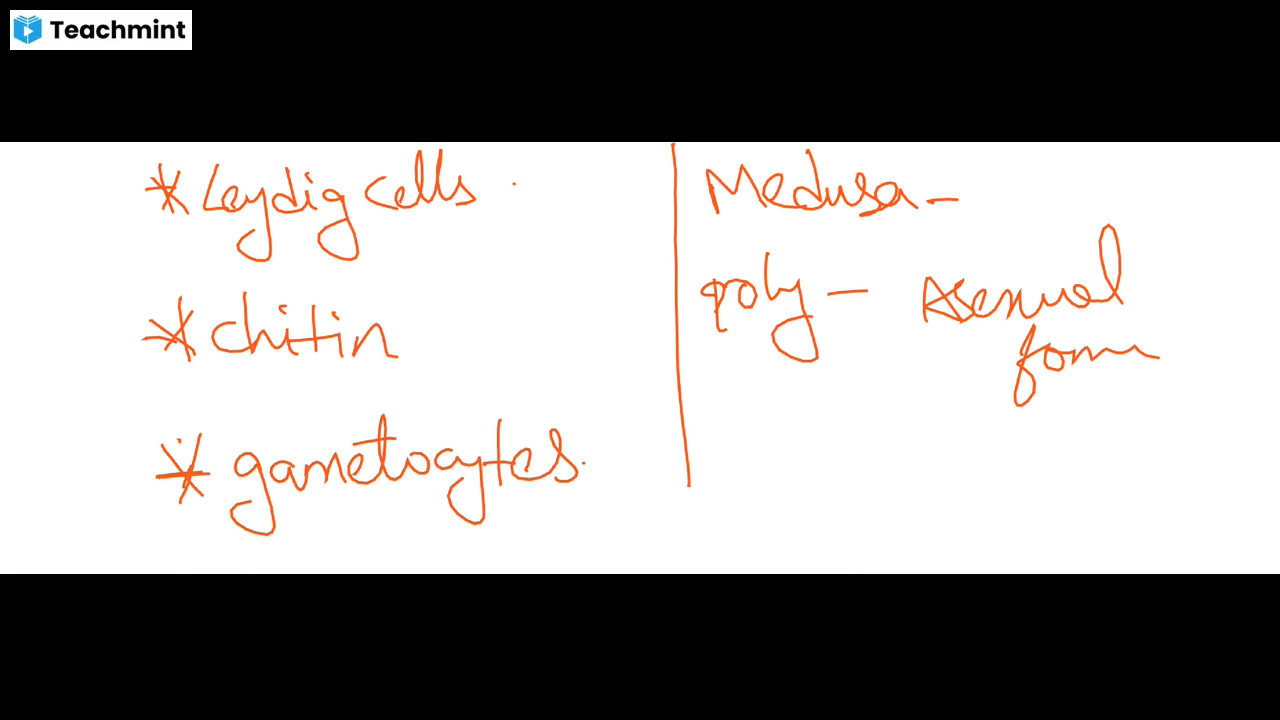 Teachmint
* Leydig cells
* chitin
* gametocytes
Medusa -
poly - Asexual
form